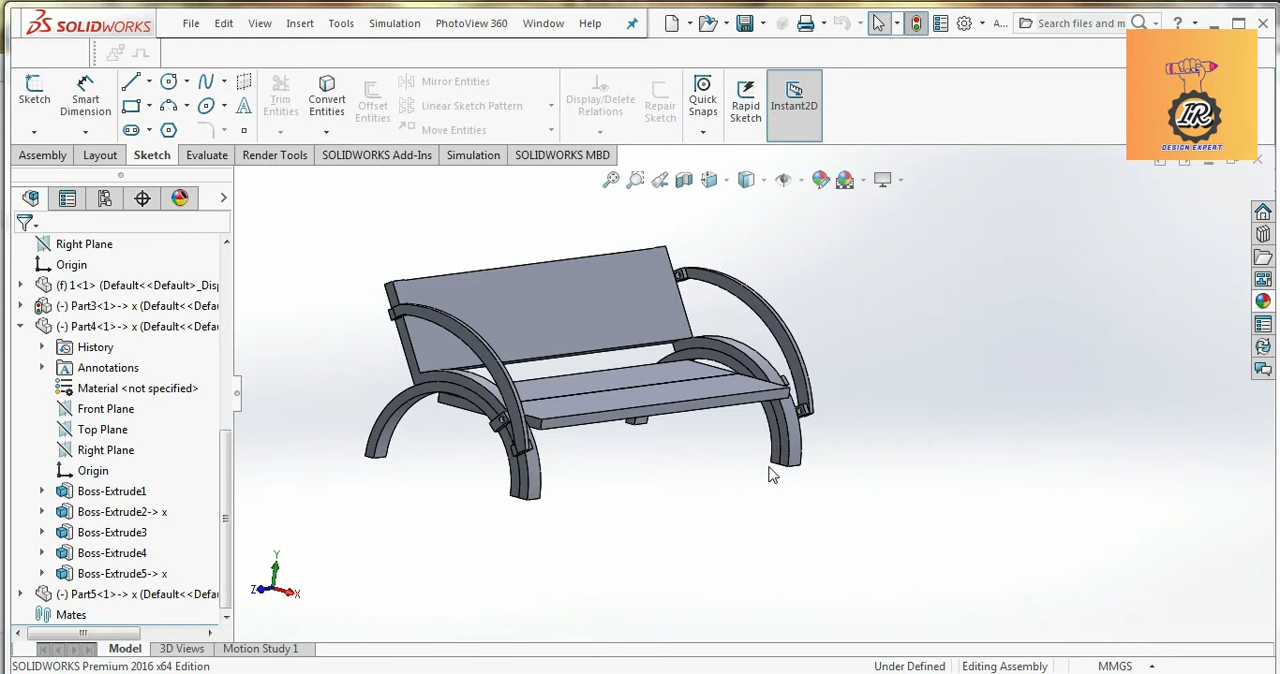 SOLIDWORKS File Edit View Insert Tools Simulation PhotoView 360 Window Help A... Search files and m ?
Sketch Smart Dimension Trim Entities Convert Entities Offset Entities Mirror Entities Linear Sketch Pattern Move Entities Display/Delete Relations Repair Sketch Quick Snaps Rapid Sketch Instant2D
IR
DESIGN EXPERT
Assembly Layout Sketch Evaluate Render Tools SOLIDWORKS Add-Ins Simulation SOLIDWORKS MBD
Right Plane
Origin
(f) 1<1> (Default<<Default>_Disp
(-) Part3<1>-> x (Default<<Defau
(-) Part4<1>-> x (Default<<Defau
History
Annotations
Material <not specified>
Front Plane
Top Plane
Right Plane
Origin
Boss-Extrude1
Boss-Extrude2-> x
Boss-Extrude3
Boss-Extrude4
Boss-Extrude5-> x
(-) Part5<1>-> x (Default<<Defau
Mates
Y
Z X
Model 3D Views Motion Study 1
SOLIDWORKS Premium 2016 x64 Edition Under Defined Editing Assembly MMGS